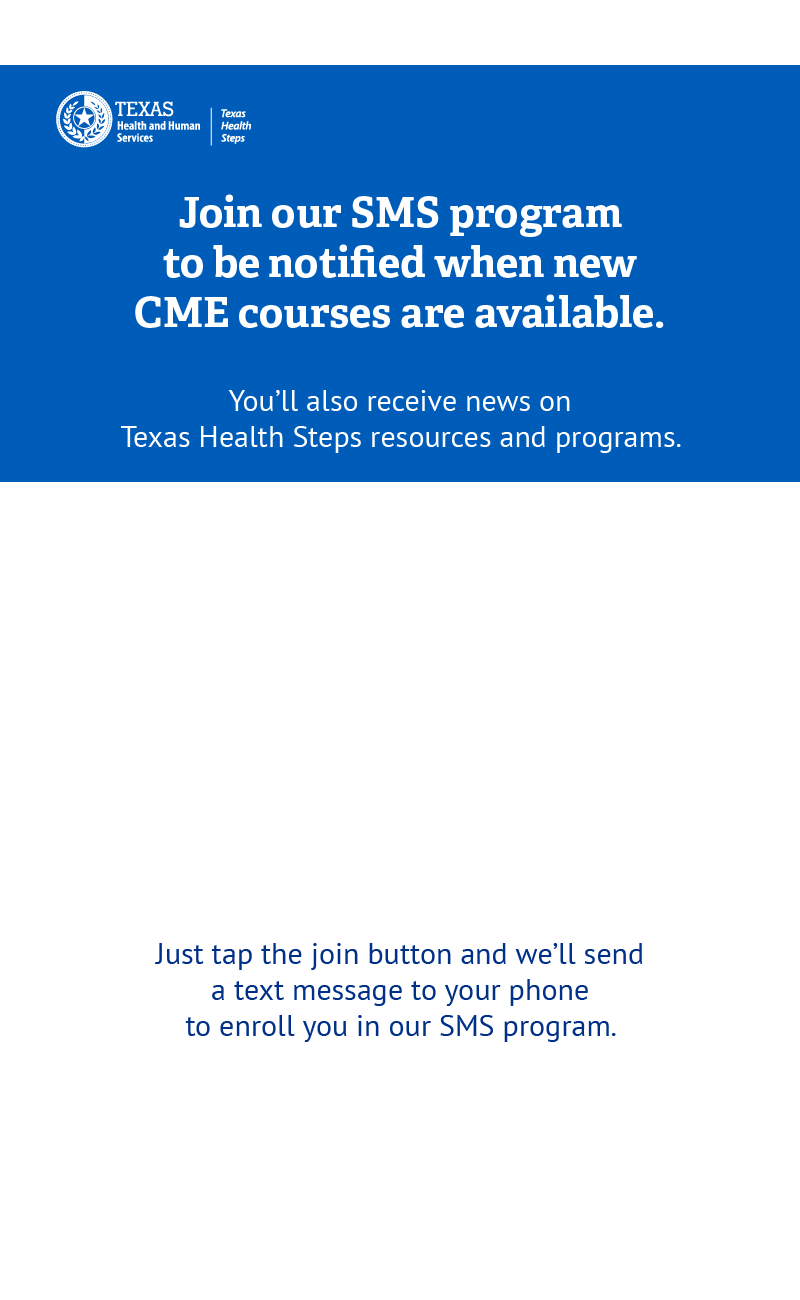 TEXAS
Health and Human
Services
Texas
Health
Steps
Join our SMS program
to be notified when new
CME courses are available.
You’ll also receive news on
Texas Health Steps resources and programs.
Just tap the join button and we’ll send
a text message to your phone
to enroll you in our SMS program.